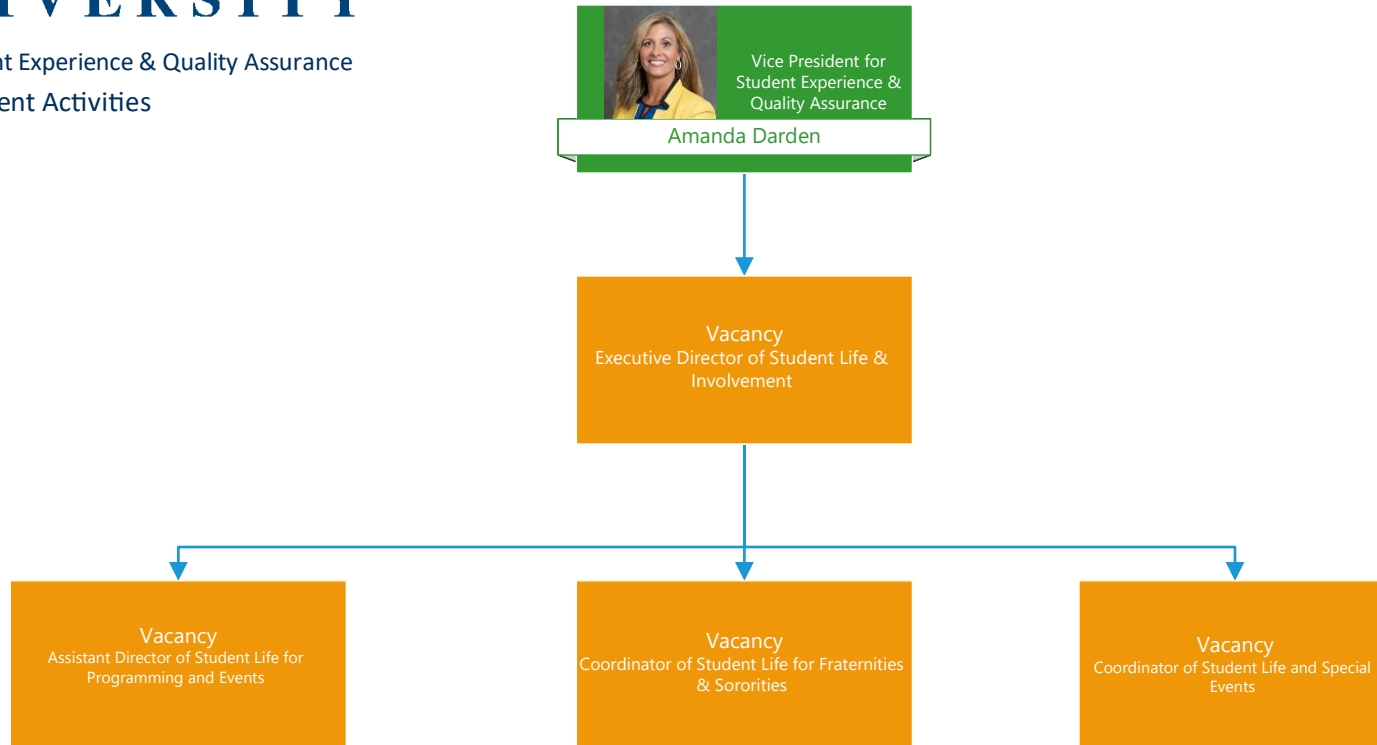 Experience & Quality Assurance
Activities
Vice President for
Student Experience &
Quality Assurance
Amanda Darden
Vacancy
Executive Director of Student Life &
Involvement
Vacancy
Assistant Director of Student Life for
Programming and Events
Vacancy
Coordinator of Student Life for Fraternities
& Sororities
Vacancy
Coordinator of Student Life and Special
Events